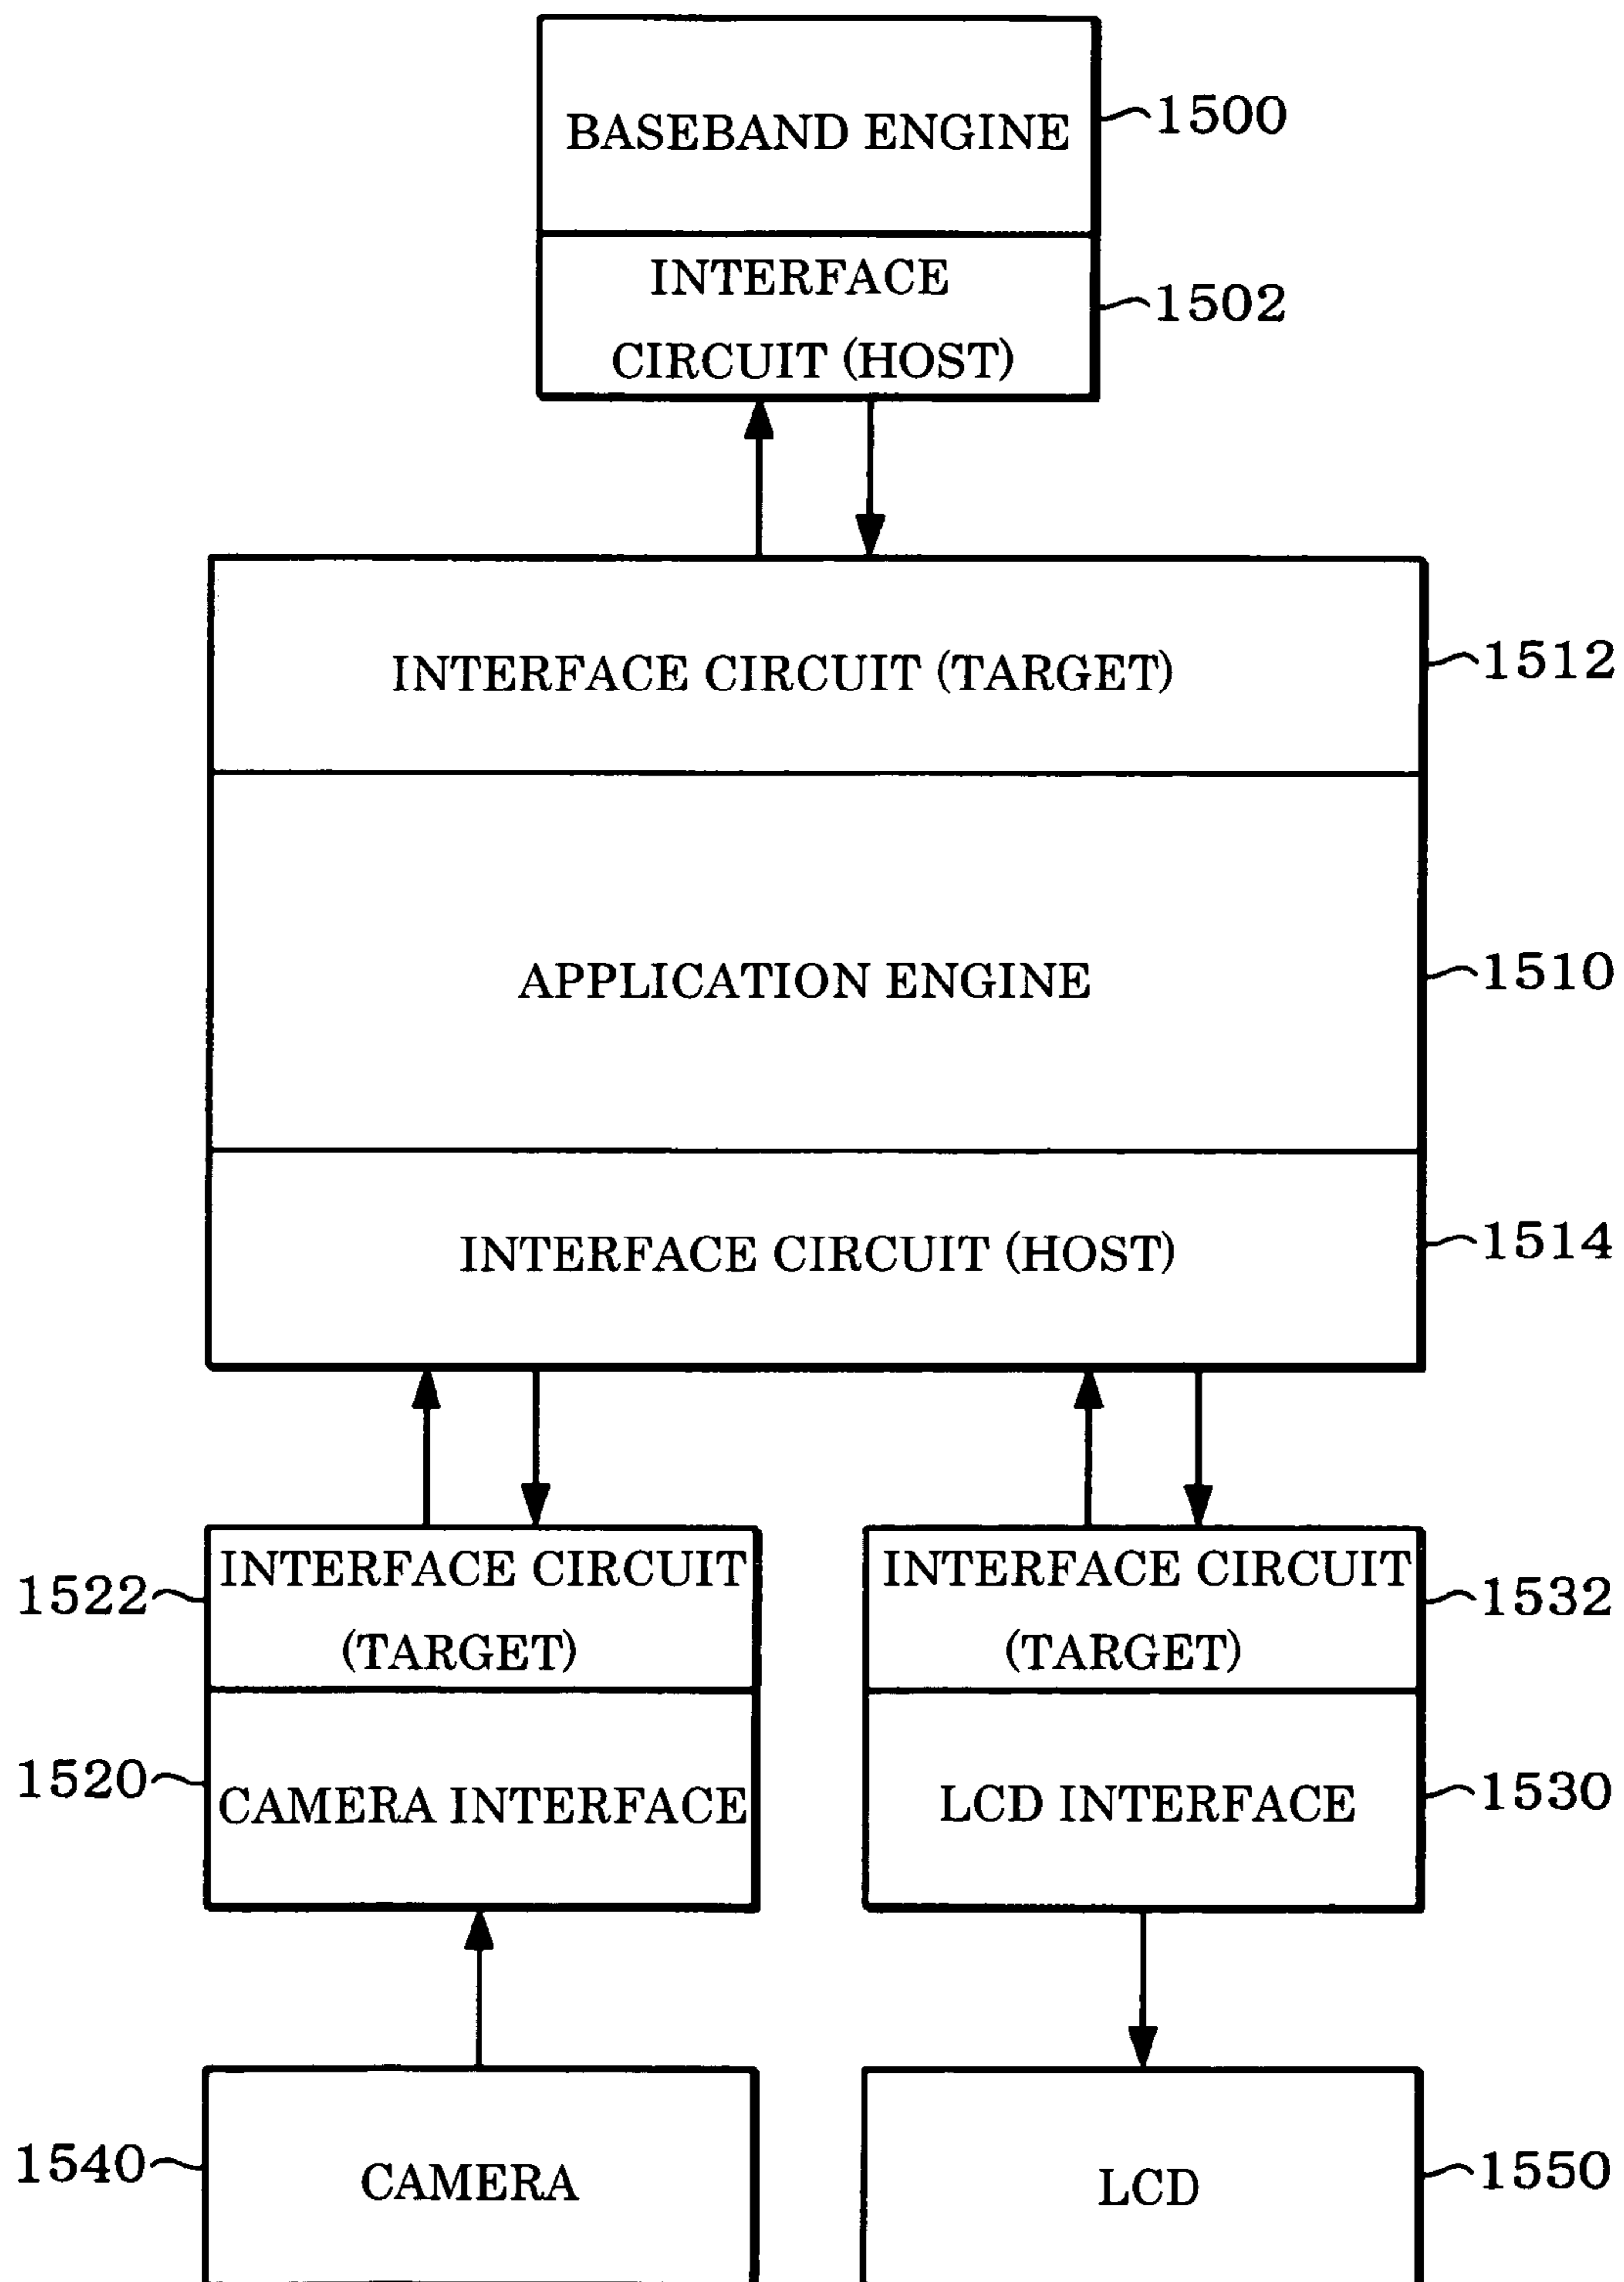 BASEBAND ENGINE
1500
INTERFACE
CIRCUIT (HOST)
1502
INTERFACE CIRCUIT (TARGET)
1512
APPLICATION ENGINE
1510
INTERFACE CIRCUIT (HOST)
1514
1522
INTERFACE CIRCUIT
(TARGET)
INTERFACE CIRCUIT
(TARGET)
1532
1520
CAMERA INTERFACE
LCD INTERFACE
1530
1540
CAMERA
LCD
1550